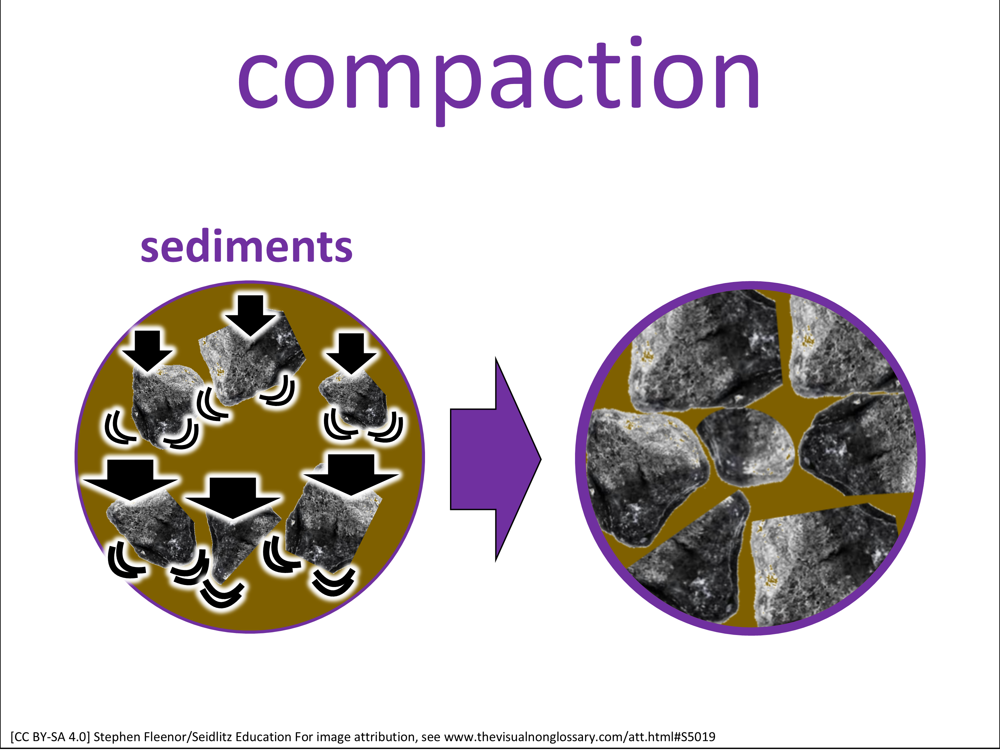 compaction
sediments
[CC BY-SA 4.0] Stephen Fleenor/Seidlitz Education For image attribution, see www.thevisualnonglossary.com/att.html#S5019